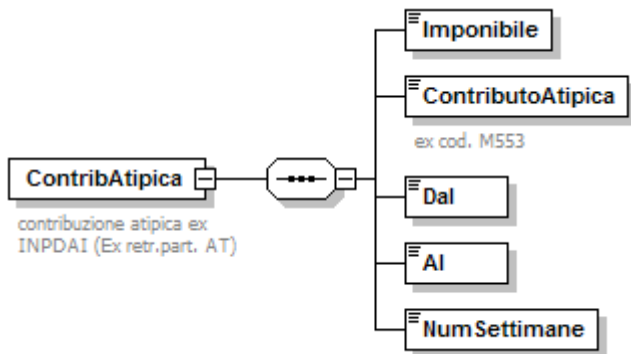 Imponibile
ContributoAtipica
ex cod. M553
ContribAtipica
contribuzione atipica ex
INPDAI (Ex retr.part. AT)
Dal
Al
NumSettimane